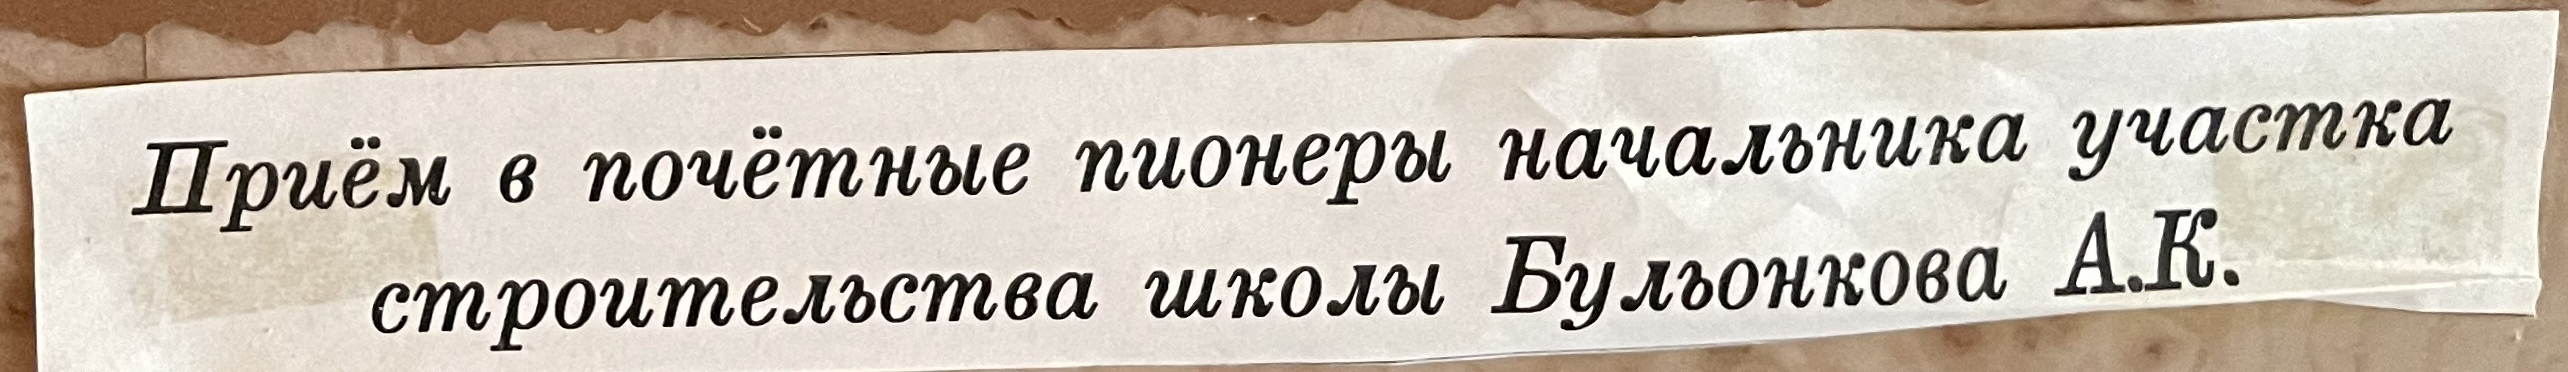 Приём в почётные пионеры начальника участка
строительства школы Бульонкова А.К.